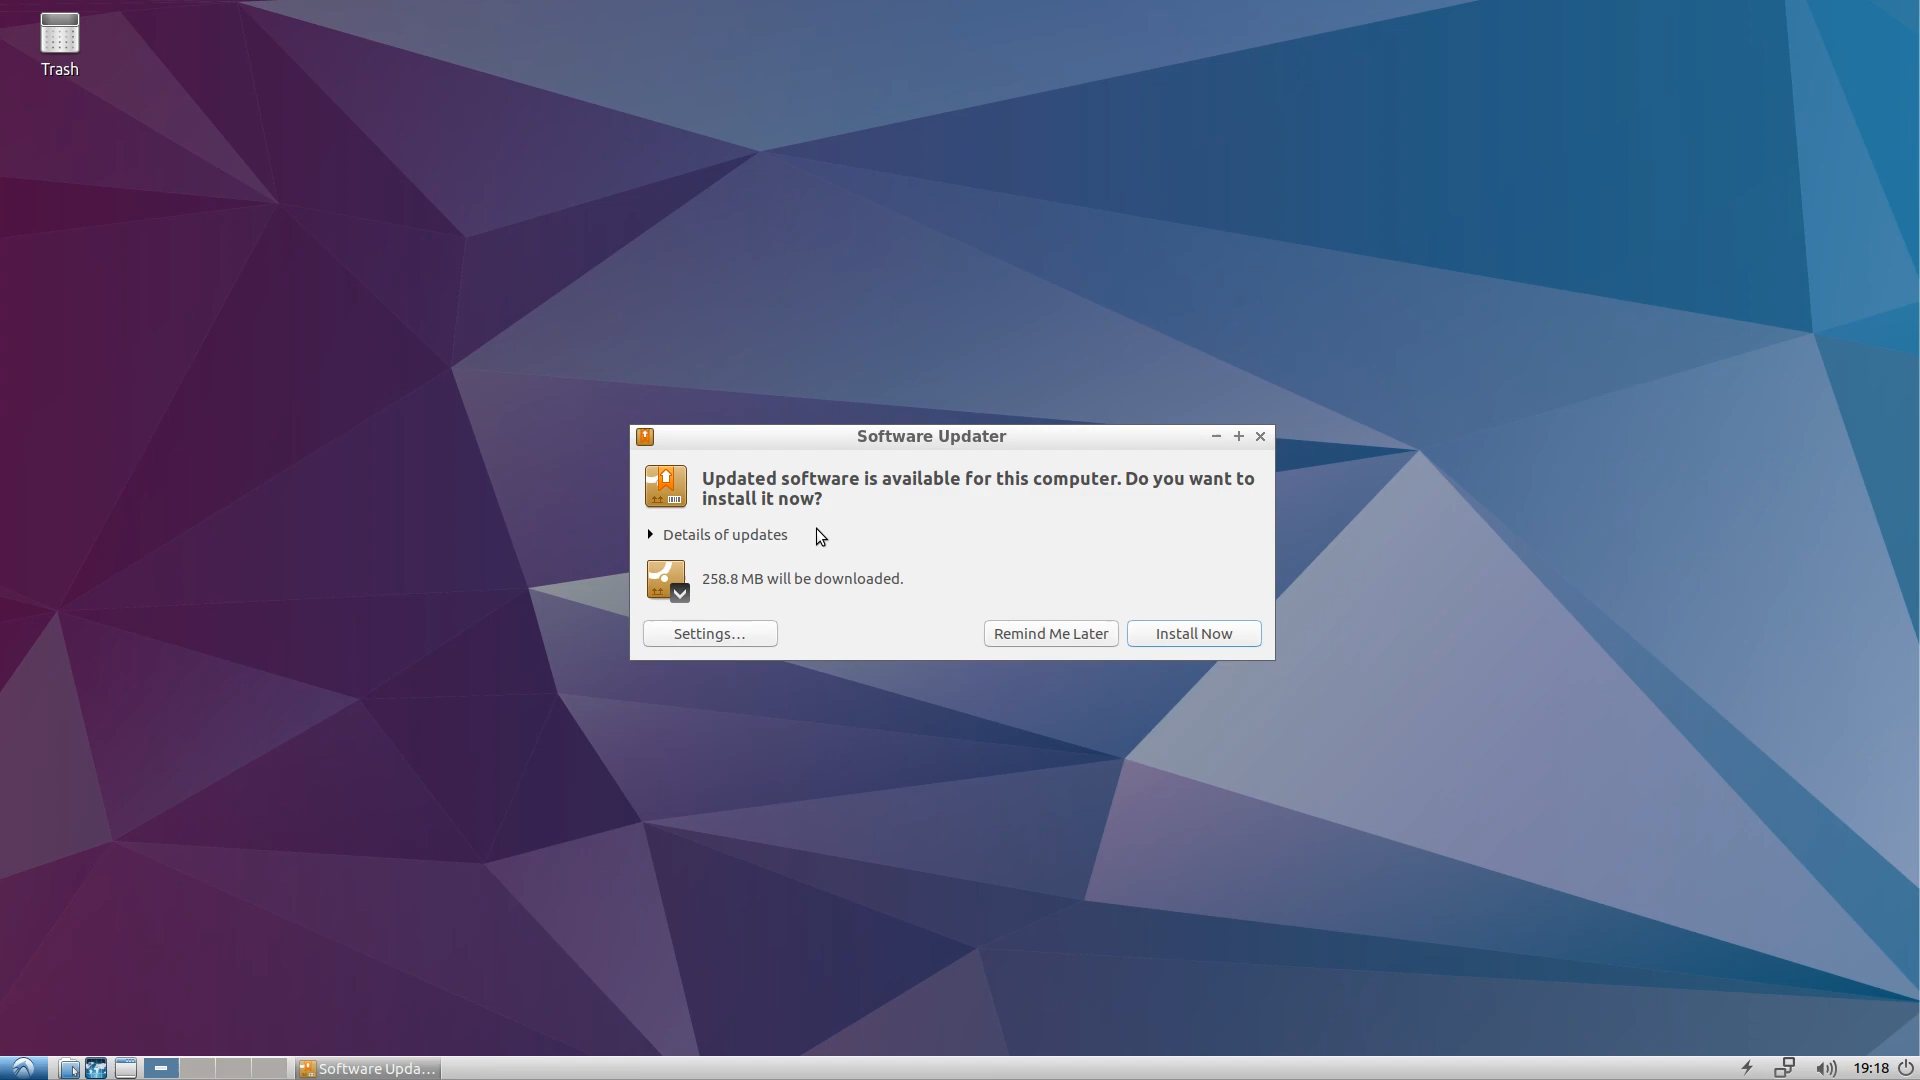 Trash
Software Updater
Updated software is available for this computer. Do you want to
install it now?
Details of updates
258.8 MB will be downloaded.
Settings...
Remind Me Later
Install Now
Software Upda...
19:18